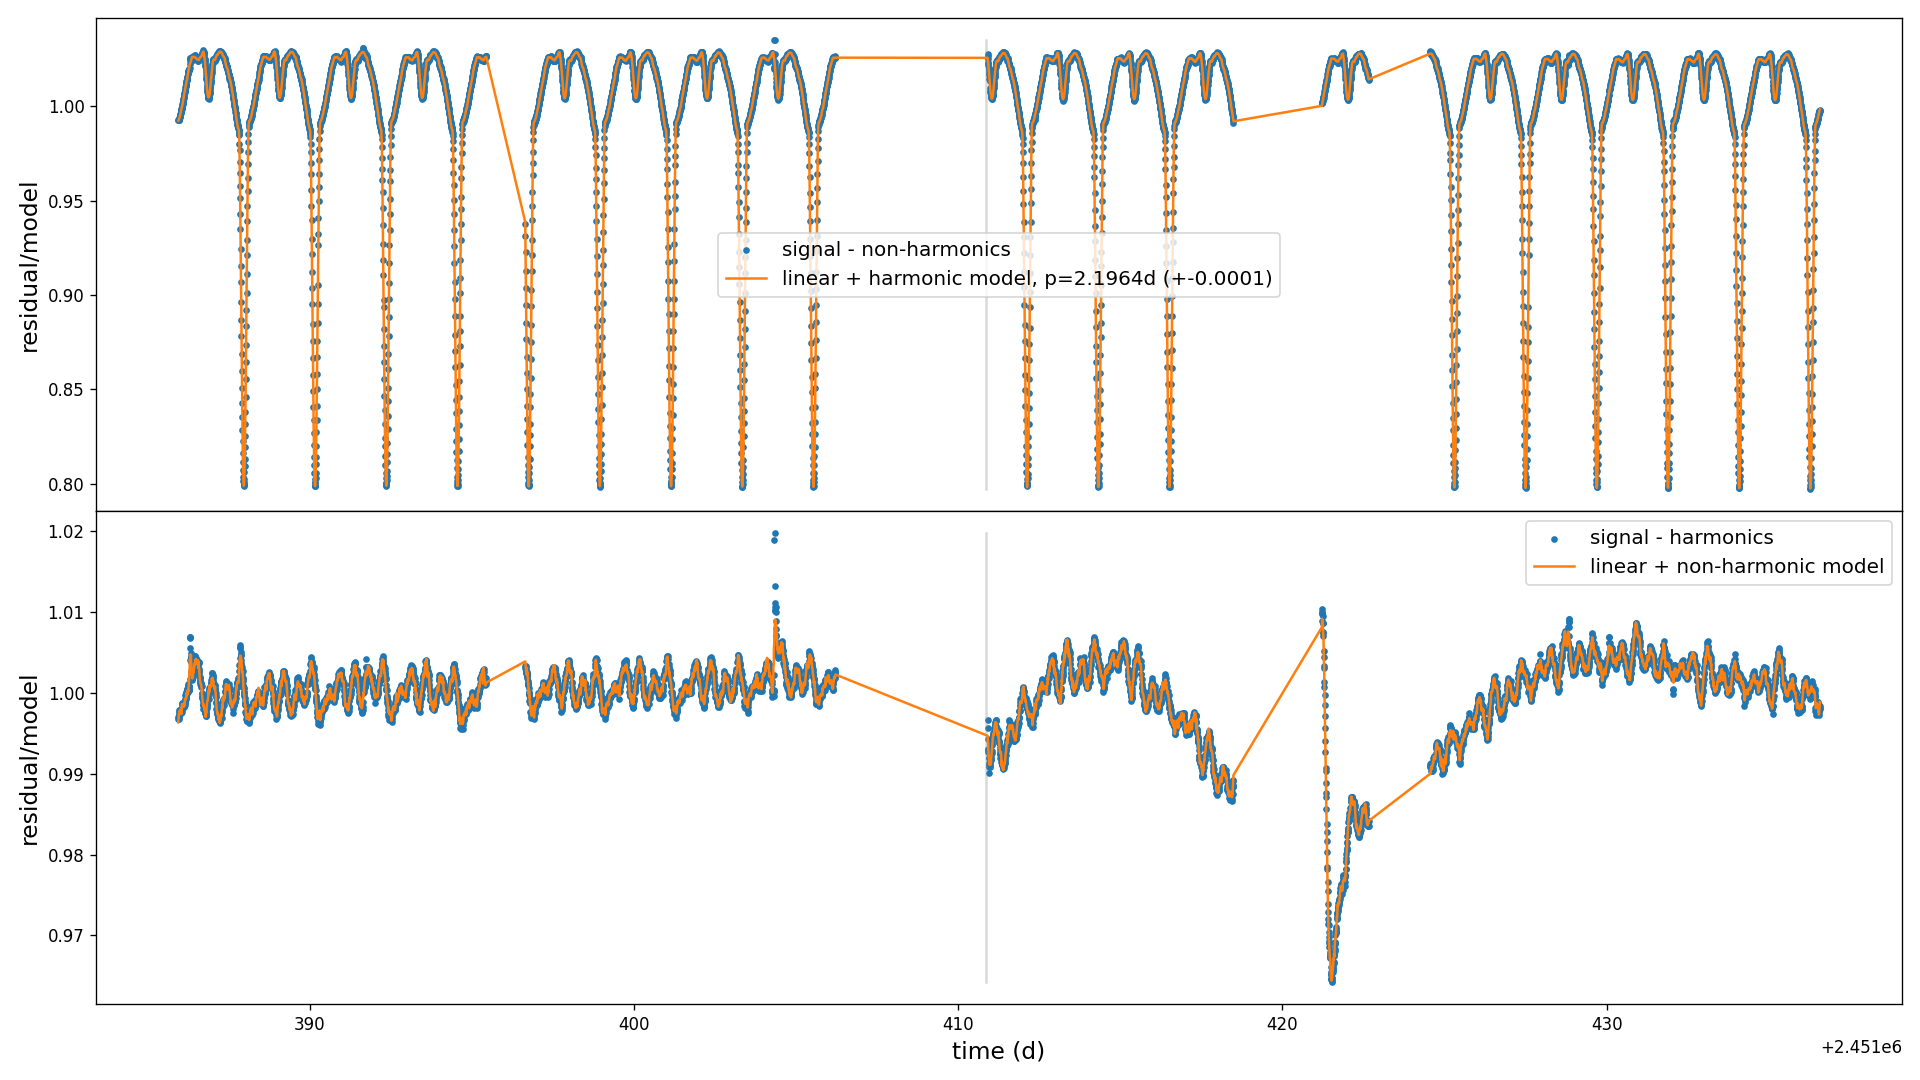 residual/model
1.00
0.95
0.90
0.85
0.80
signal - non-harmonics
linear + harmonic model, p=2.1964d (+-0.0001)
residual/model
1.02
1.01
1.00
0.99
0.98
0.97
signal - harmonics
linear + non-harmonic model
390
400
410
420
430
time (d)
+2.451e6